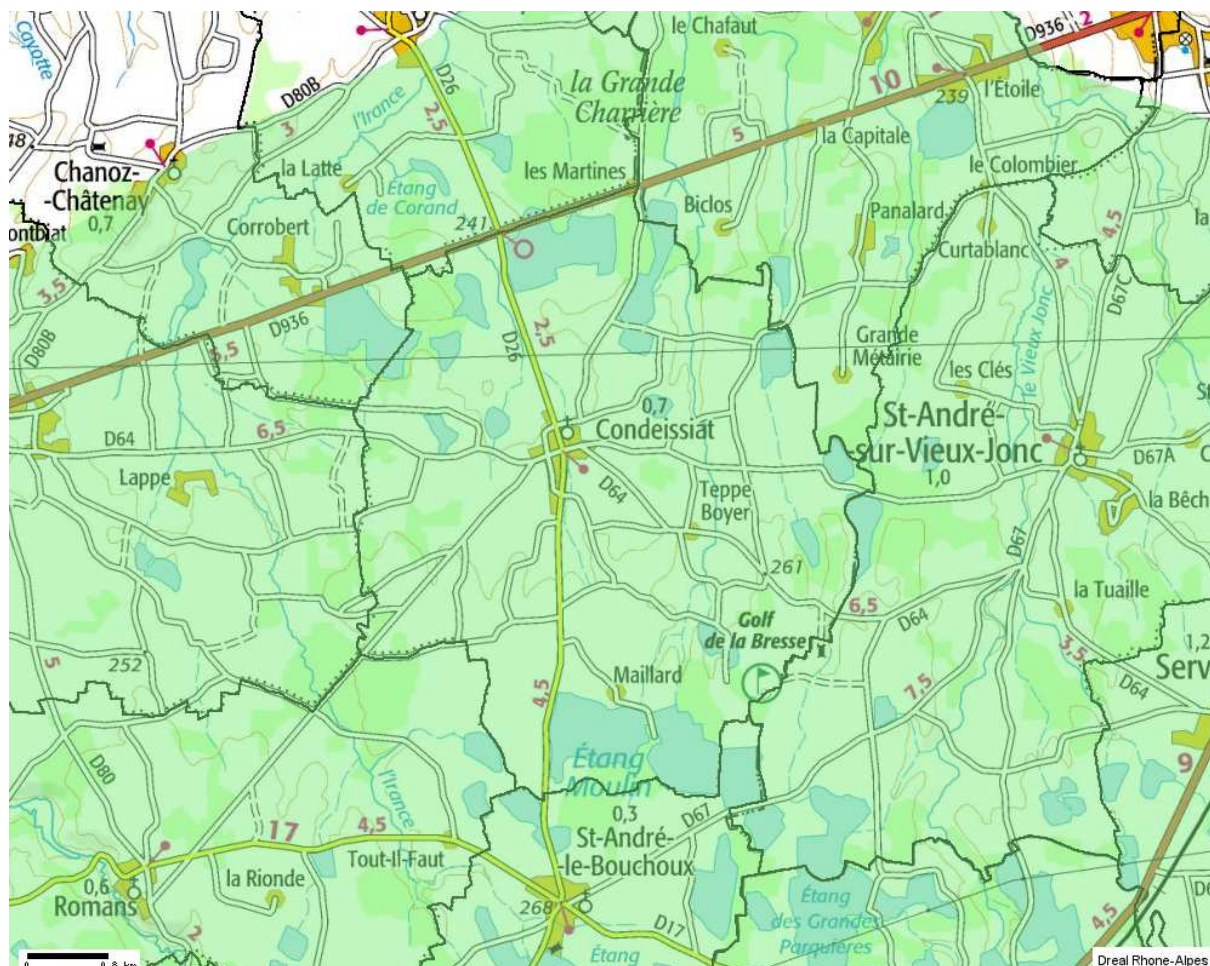 Cayotte
D80B
l'Irance
D26
2,5
le Chafaut
la Grande
Charrière
D936
2
10
239
l'Étoile
3
la Latte
Étang
de Corand
les Martines
5
la Capitale
le Colombier
Chanoz-
-Châtenay
0,7
Corrobert
241
Biclos
Panalard
Curtablanc
4,5
4
D67C
3,5
D80B
D936
5,5
D26
2,5
Grande
Métairie
les Clés
le Vieux Jonc
D64
6,5
Lappe
0,7
Condeissiat
D64
Teppe
Boyer
St-André-
-sur-Vieux-Jonc
1,0
D67A
la Bêch
D67
261
la Tuaille
6,5
D64
Golf
de la Bresse
3,5
1,2
Serv
D64
252
5
4,5
Maillard
7,5
Étang
Moulin
D80
l'Irance
9
17
4,5
Tout-Il-Faut
0,3
St-André-
-le-Bouchoux
D67
la Rionde
0,6
Romans
2
268
D17
Étang
Étang
des Grandes
Parquières
4,5
Dreal Rhone-Alpes